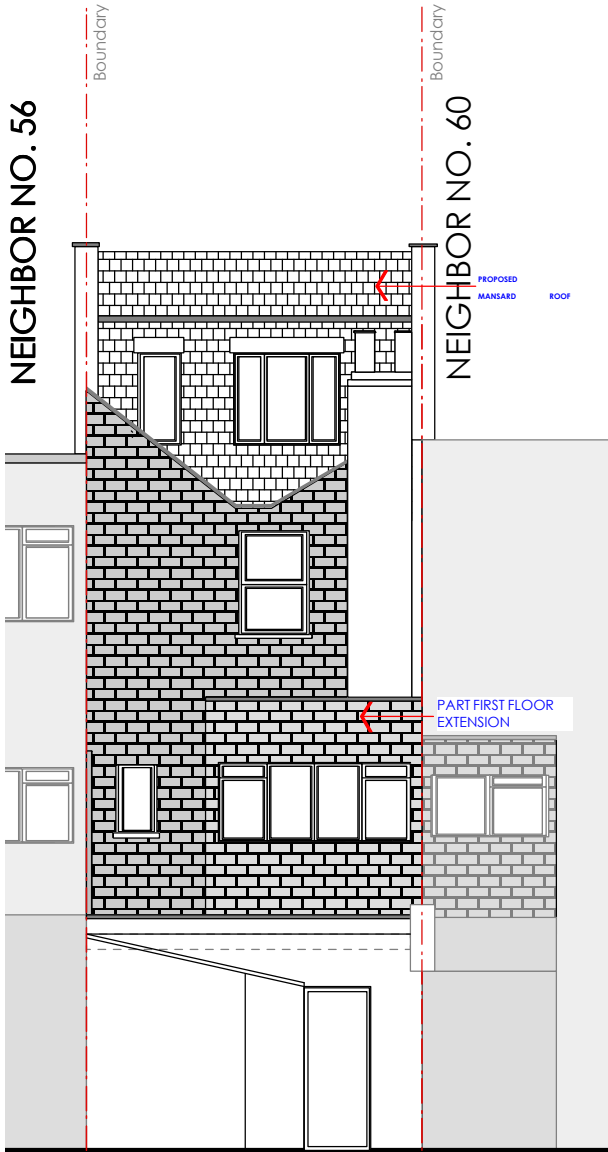 Boundary
Boundary
NEIGHBOR NO. 56
NEIGHBOR NO. 60
PROPOSED
MANSARD ROOF
PART FIRST FLOOR
EXTENSION